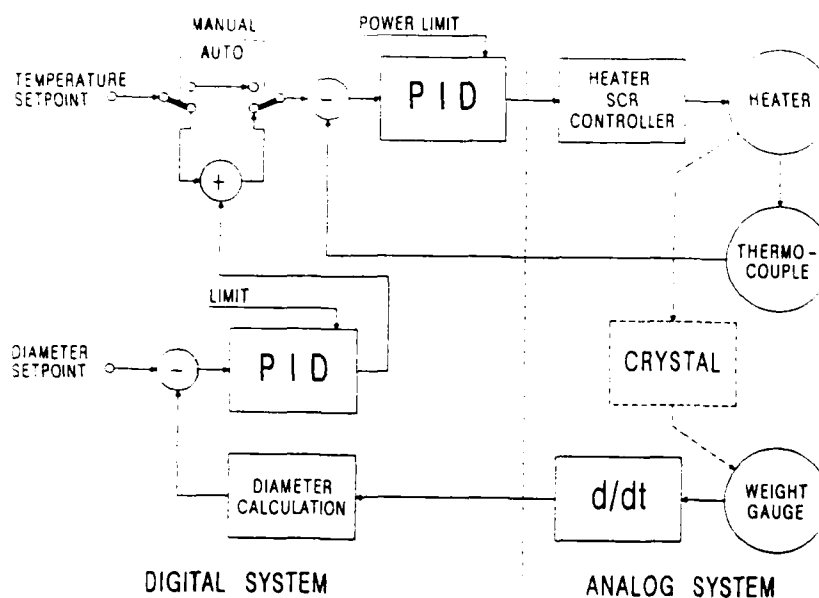 MANUAL
AUTO
POWER LIMIT
TEMPERATURE
SETPOINT
-
PID
HEATER
SCR
CONTROLLER
HEATER
+
THERMO-
COUPLE
LIMIT
DIAMETER
SETPOINT
-
PID
CRYSTAL
DIAMETER
CALCULATION
d/dt
WEIGHT
GAUGE
DIGITAL SYSTEM
ANALOG SYSTEM